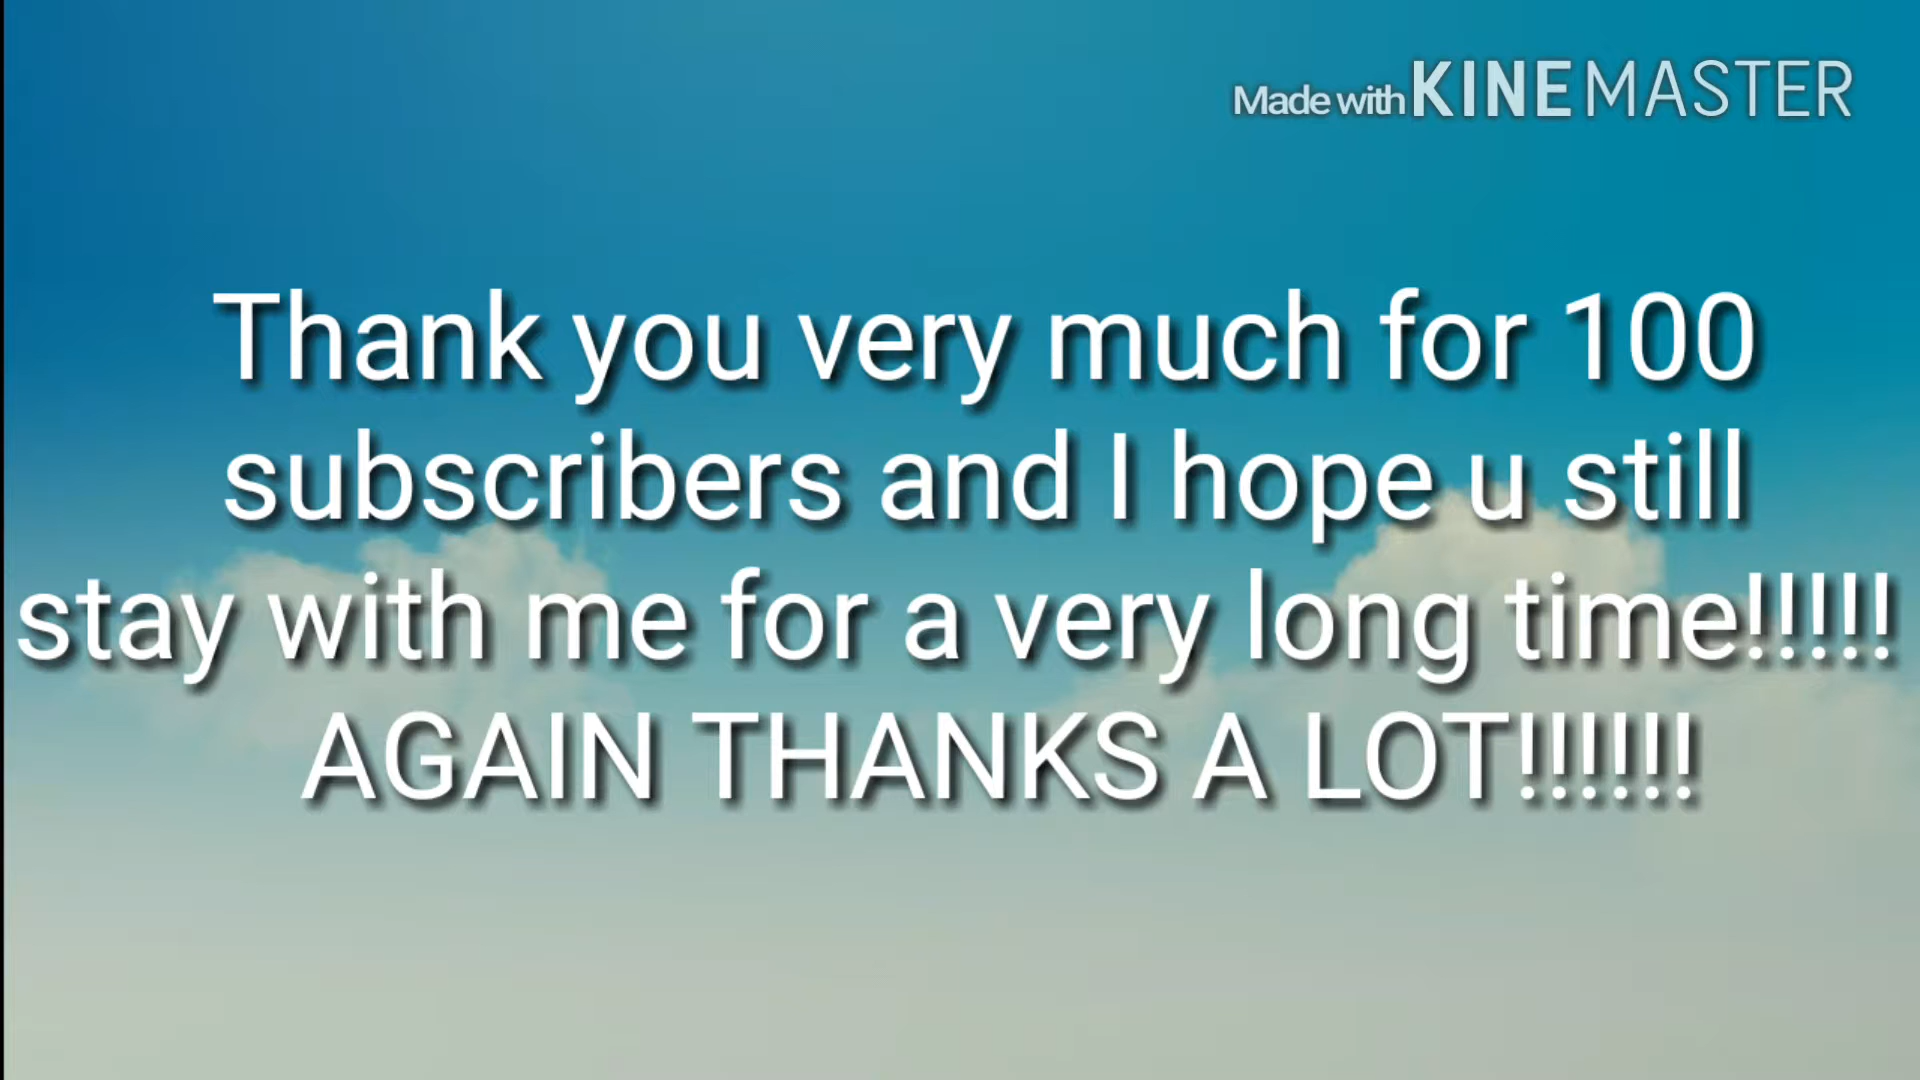 Made with KINEMASTER
Thank you very much for 100
subscribers and I hope u still
stay with me for a very long time!!!!!
AGAIN THANKS A LOT!!!!!!